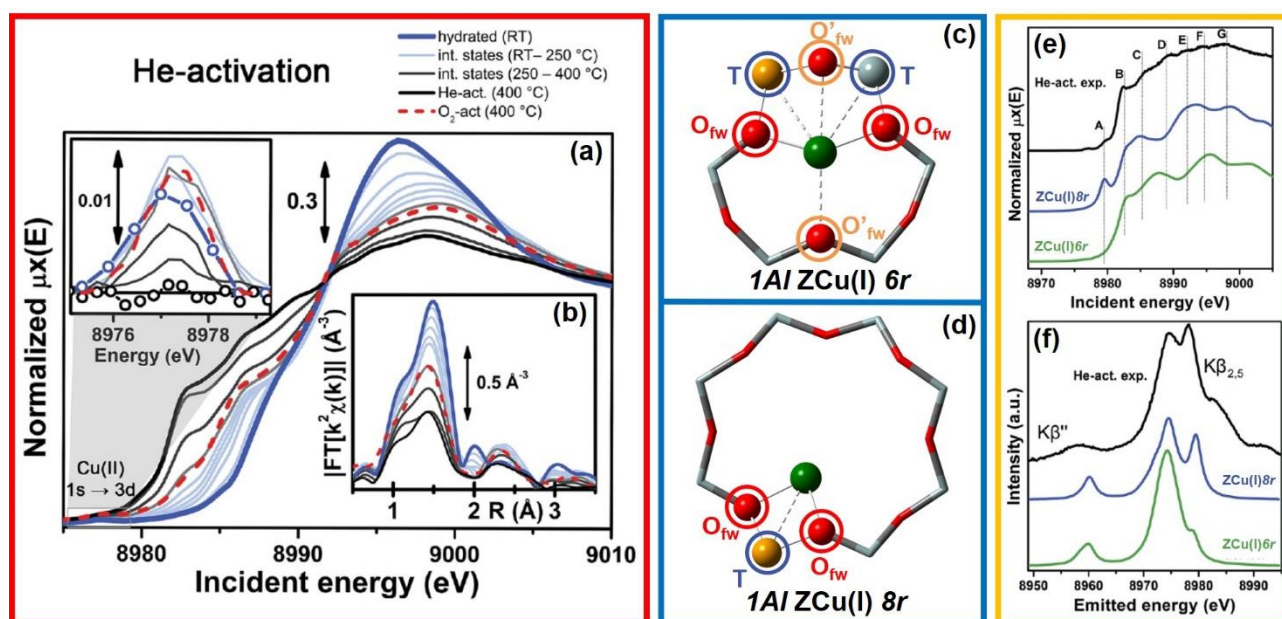 He-activation
hydrated (RT)
int. states (RT– 250 °C)
int. states (250 – 400 °C)
He-act. (400 °C)
O₂-act (400 °C)
(a)
0.01
0.3
8976 8978
Energy (eV)
Cu(II)
1s → 3d
(b)
0.5 Å⁻³
|FT[k²χ(k)]| (Å⁻³)
1 2 R (Å) 3
Normalized μx(E)
8980 8990 9000 9010
Incident energy (eV)
(c)
O'fw
T T
Ofw Ofw
O'fw
1Al ZCu(I) 6r
(d)
Ofw
T Ofw
1Al ZCu(I) 8r
(e)
A B C D E F G
He-act. exp.
ZCu(I)8r
ZCu(I)6r
Normalized μx(E)
8970 8980 8990 9000
Incident energy (eV)
(f)
He-act. exp.
Kβ2,5
Kβ"
ZCu(I)8r
ZCu(I)6r
Intensity (a.u.)
8950 8960 8970 8980 8990
Emitted energy (eV)